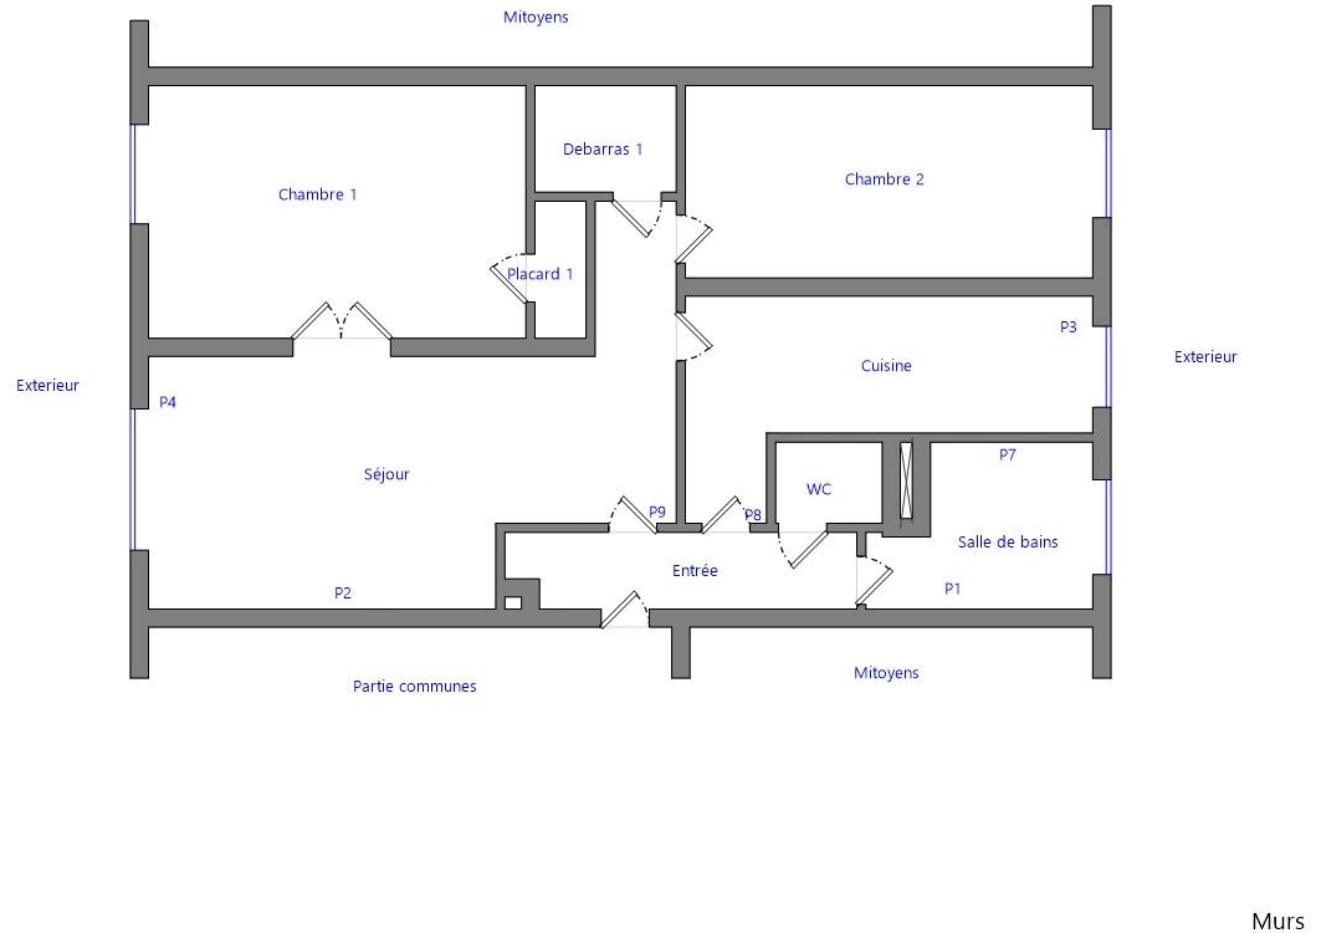 Mitoyens
Debarras 1
Chambre 2
Chambre 1
Placard 1
P3
Extérieur
Cuisine
Exterieur
P4
P7
Séjour
WC
P9
P8
Salle de bains
Entrée
P1
P2
Mitoyens
Partie communes
Murs